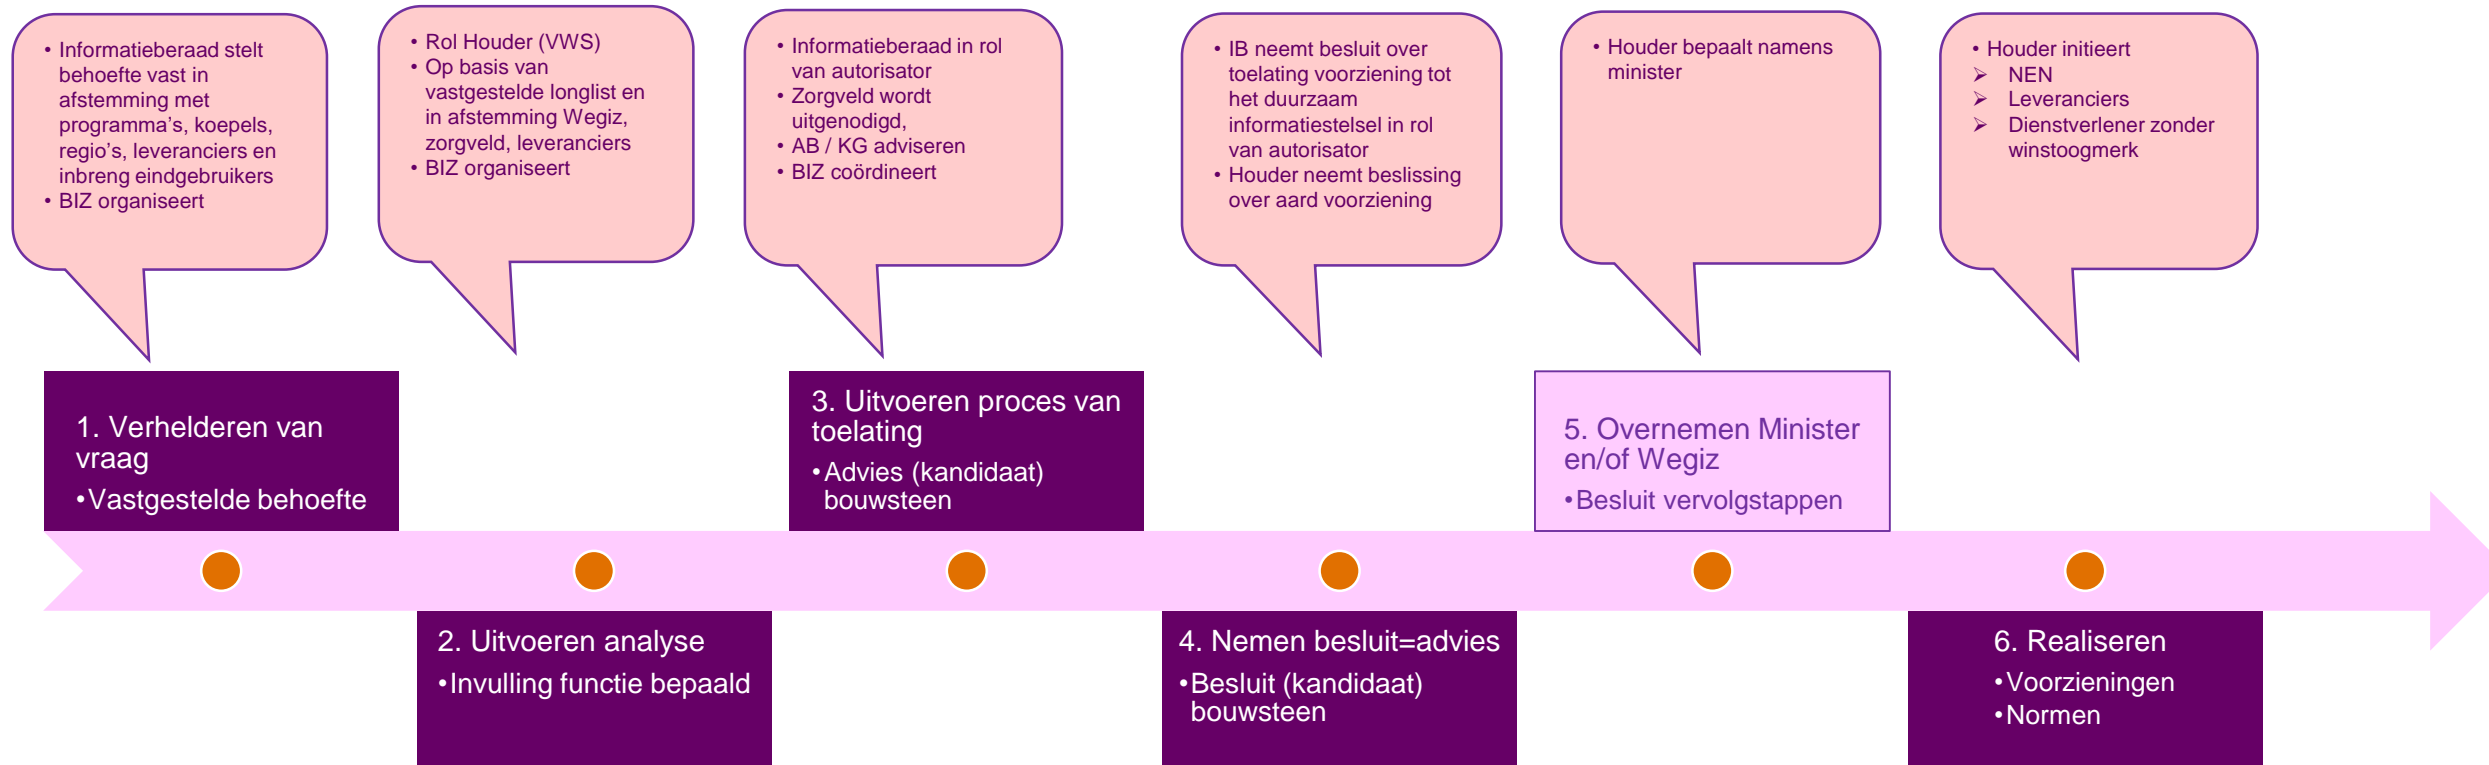 • Informatieberaad stelt
behoefte vast in
afstemming met
programma's, koepels,
regio's, leveranciers en
inbreng eindgebruikers
• BIZ organiseert
• Rol Houder (VWS)
• Op basis van
vastgestelde longlist en
in afstemming Wegiz,
zorgveld, leveranciers
• BIZ organiseert
• Informatieberaad in rol
van autorisator
• Zorgveld wordt
uitgenodigd,
• AB / KG adviseren
• BIZ coördineert
• IB neemt besluit over
toelating voorziening tot
het duurzaam
informatiestelsel in rol
van autorisator
• Houder neemt beslissing
over aard voorziening
• Houder bepaalt namens
minister
• Houder initieert
➢ NEN
➢ Leveranciers
➢ Dienstverlener zonder
winstoogmerk
1. Verhelderen van
vraag
•Vastgestelde behoefte
2. Uitvoeren analyse
•Invulling functie bepaald
3. Uitvoeren proces van
toelating
•Advies (kandidaat)
bouwsteen
4. Nemen besluit=advies
•Besluit (kandidaat)
bouwsteen
5. Overnemen Minister
en/of Wegiz
•Besluit vervolgstappen
6. Realiseren
•Voorzieningen
•Normen